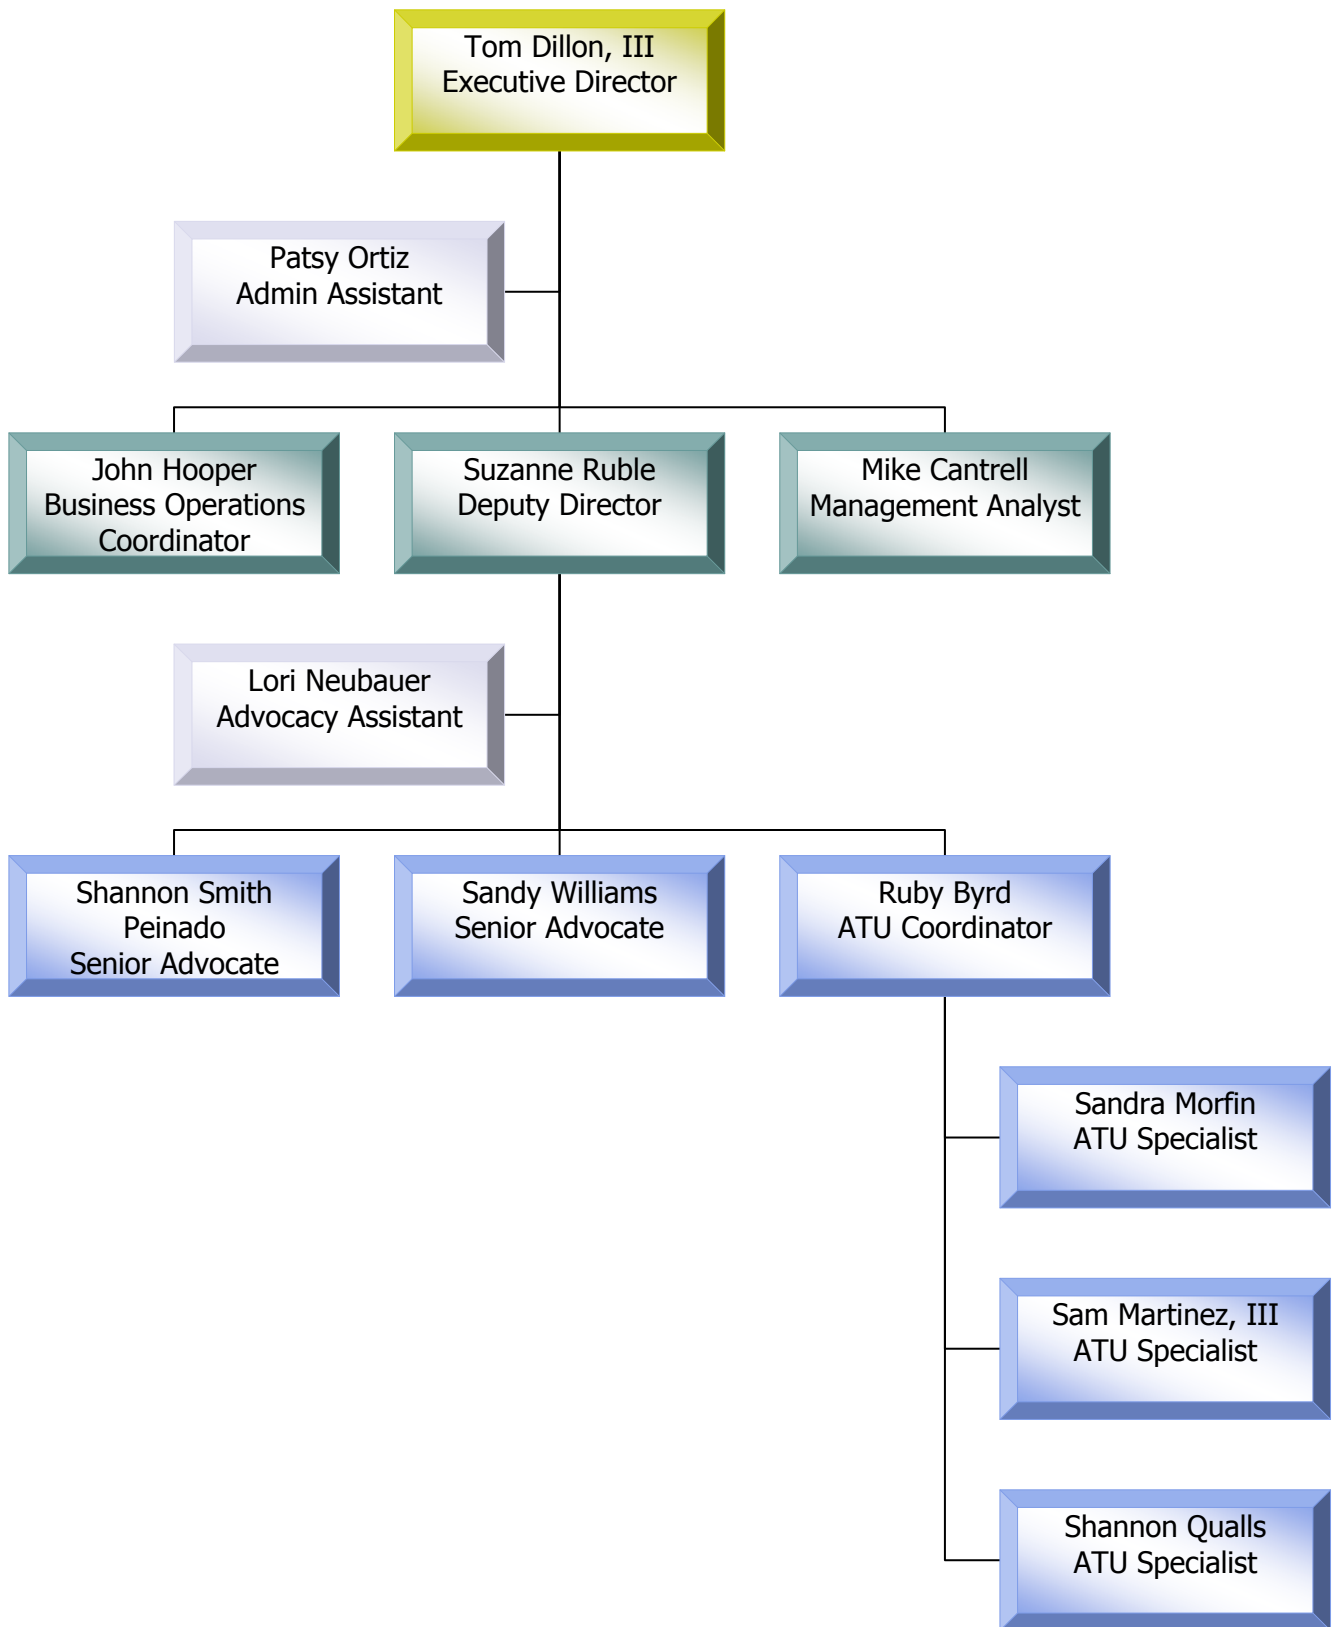 Tom Dillon, III
Executive Director
Patsy Ortiz
Admin Assistant
John Hooper
Business Operations
Coordinator
Suzanne Ruble
Deputy Director
Mike Cantrell
Management Analyst
Lori Neubauer
Advocacy Assistant
Shannon Smith
Peinado
Senior Advocate
Sandy Williams
Senior Advocate
Ruby Byrd
ATU Coordinator
Sandra Morfin
ATU Specialist
Sam Martinez, III
ATU Specialist
Shannon Qualls
ATU Specialist